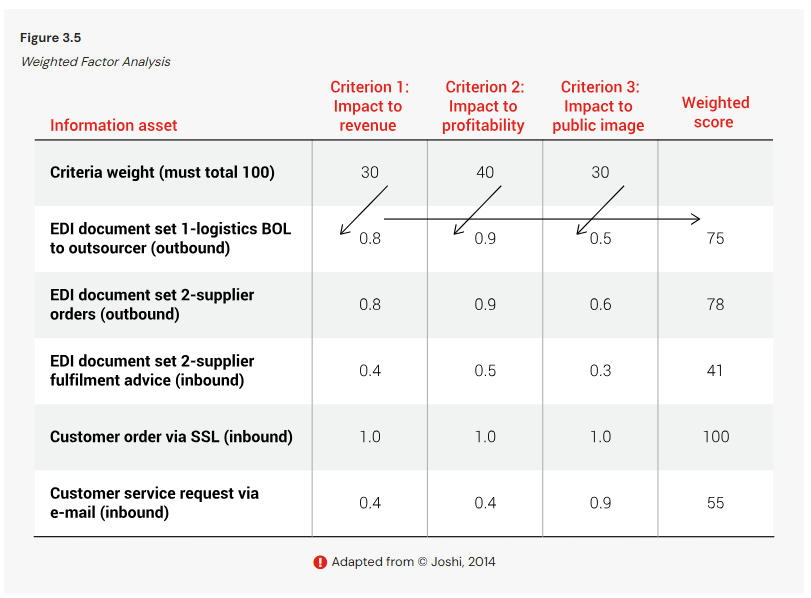 Figure 3.5
Weighted Factor Analysis
Information asset
Criterion 1:
Impact to
revenue
Criterion 2:
Impact to
profitability
Criterion 3:
Impact to
public image
Weighted
score
Criteria weight (must total 100) 30 40 30
EDI document set 1-logistics BOL
to outsourcer (outbound)
0.8 0.9 0.5 75
EDI document set 2-supplier
orders (outbound)
0.8 0.9 0.6 78
EDI document set 2-supplier
fulfilment advice (inbound)
0.4 0.5 0.3 41
Customer order via SSL (inbound) 1.0 1.0 1.0 100
Customer service request via
e-mail (inbound)
0.4 0.4 0.9 55
! Adapted from © Joshi, 2014